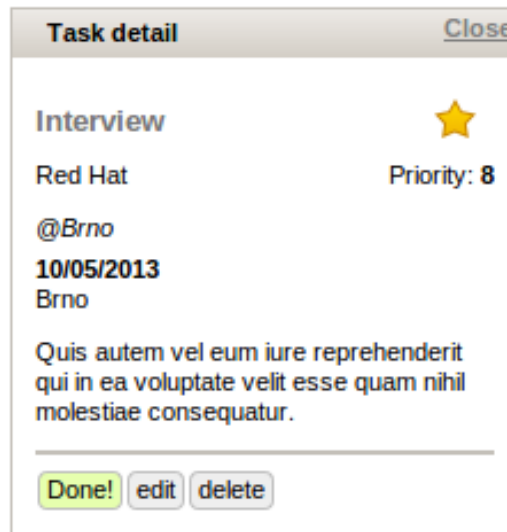 Task detail Close
Interview
Red Hat Priority: 8
@Brno
10/05/2013
Brno
Quis autem vel eum iure reprehenderit
qui in ea voluptate velit esse quam nihil
molestiae consequatur.
Done! edit delete